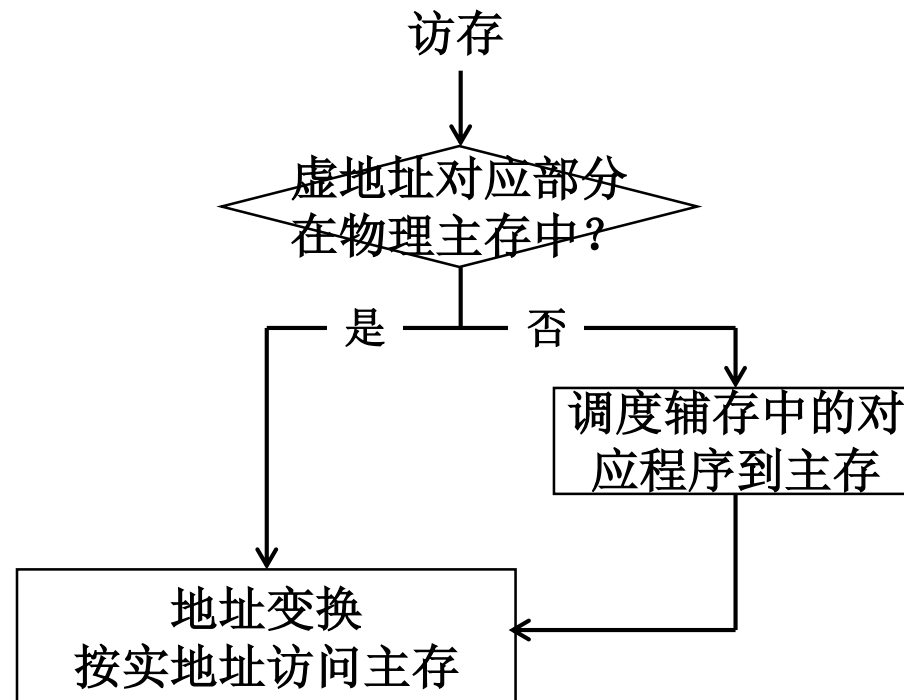 访存
虚地址对应部分
在物理主存中?
是
否
调度辅存中的对
应程序到主存
地址变换
按实地址访问主存